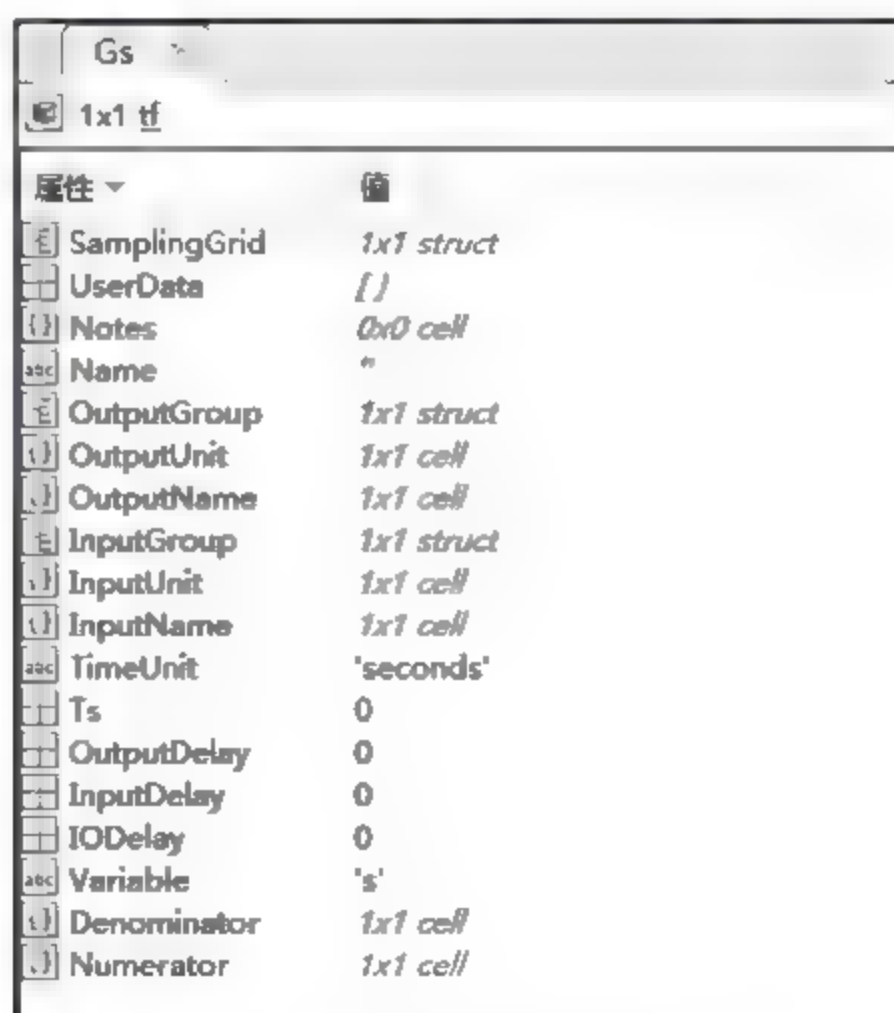 Gs
1x1 tf
属性 值
SamplingGrid 1x1 struct
UserData []
Notes 0x0 cell
Name ''
OutputGroup 1x1 struct
OutputUnit 1x1 cell
OutputName 1x1 cell
InputGroup 1x1 struct
InputUnit 1x1 cell
InputName 1x1 cell
TimeUnit 'seconds'
Ts 0
OutputDelay 0
InputDelay 0
IODelay 0
Variable 's'
Denominator 1x1 cell
Numerator 1x1 cell